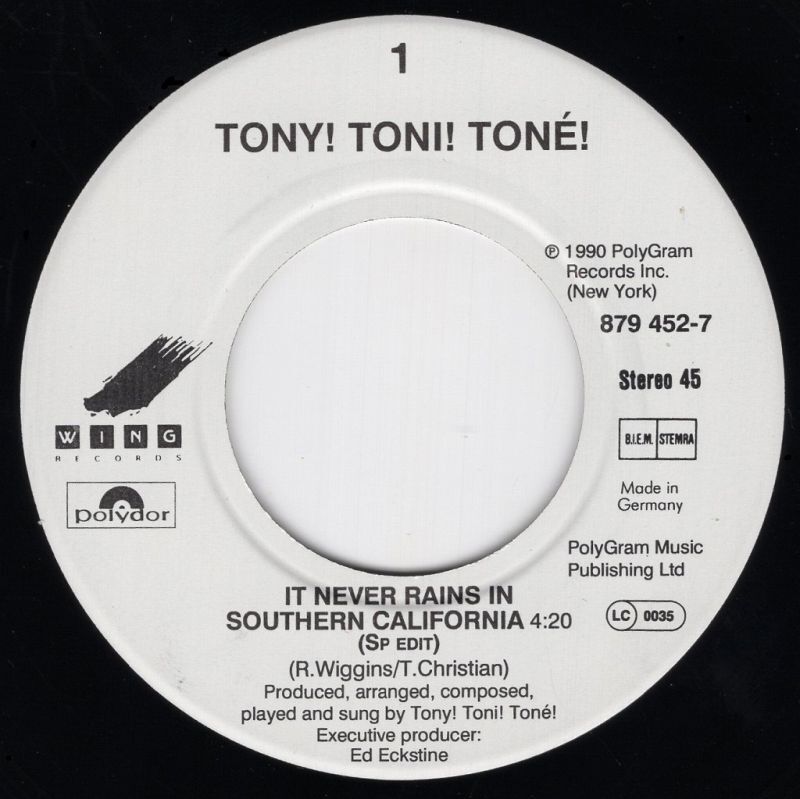 1
TONY! TONI! TONÉ!
℗ 1990 PolyGram
Records Inc.
(New York)
879 452-7
Stereo 45
B.I.E.M. STEMRA
Made in
Germany
PolyGram Music
Publishing Ltd
LC 0035
WING
RECORDS
polydor
IT NEVER RAINS IN
SOUTHERN CALIFORNIA 4:20
(SP EDIT)
(R.Wiggins/T.Christian)
Produced, arranged, composed,
played and sung by Tony! Toni! Toné!
Executive producer:
Ed Eckstine